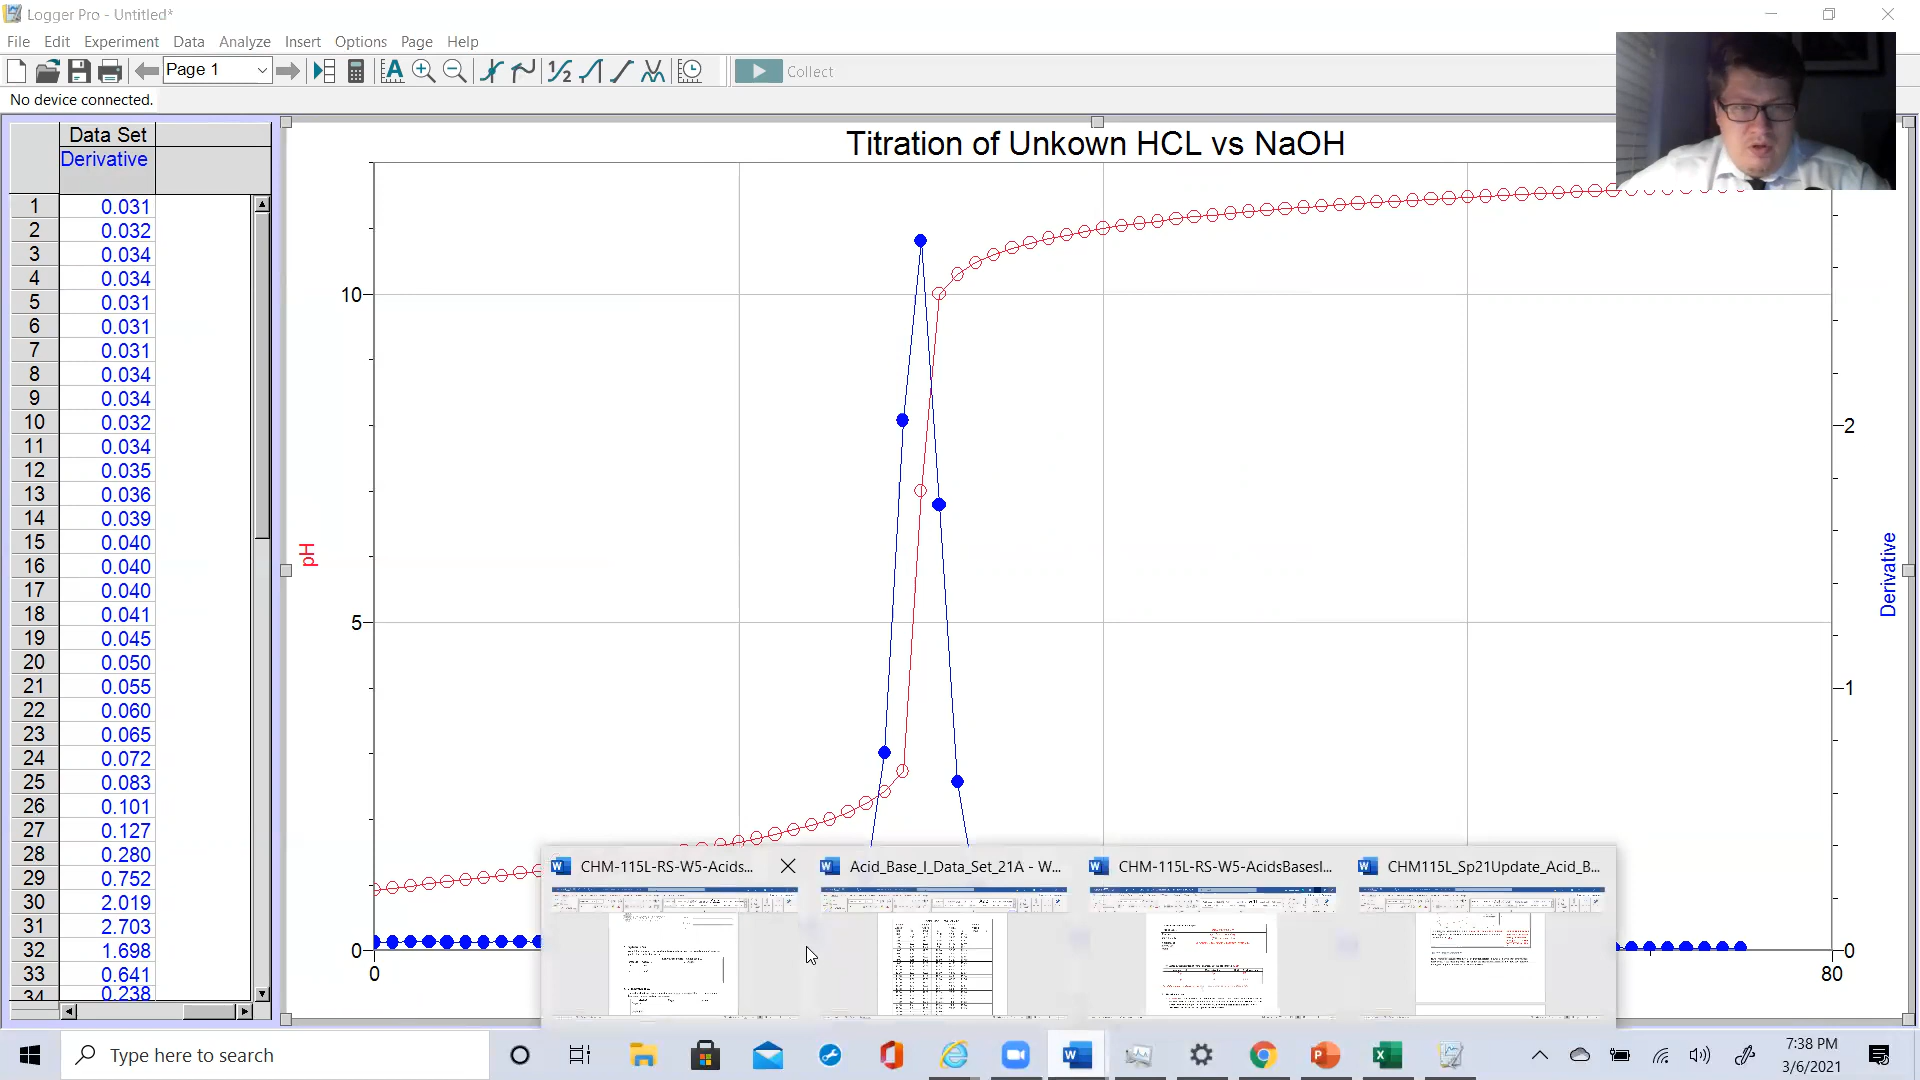 Logger Pro - Untitled*
File Edit Experiment Data Analyze Insert Options Page Help
Page 1
Collect
No device connected.
Data Set
Derivative
1 0.031
2 0.032
3 0.034
4 0.034
5 0.031
6 0.031
7 0.031
8 0.034
9 0.034
10 0.032
11 0.034
12 0.035
13 0.036
14 0.039
15 0.040
16 0.040
17 0.040
18 0.041
19 0.045
20 0.050
21 0.055
22 0.060
23 0.065
24 0.072
25 0.083
26 0.101
27 0.127
28 0.280
29 0.752
30 2.019
31 2.703
32 1.698
33 0.641
34 0.238
Titration of Unkown HCL vs NaOH
10
5
0
pH
2
1
0
Derivative
0
80
CHM-115L-RS-W5-Acids...
Acid_Base_I_Data_Set_21A - W...
CHM-115L-RS-W5-AcidsBasesI...
CHM115L_Sp21Update_Acid_B...
Type here to search
7:38 PM
3/6/2021